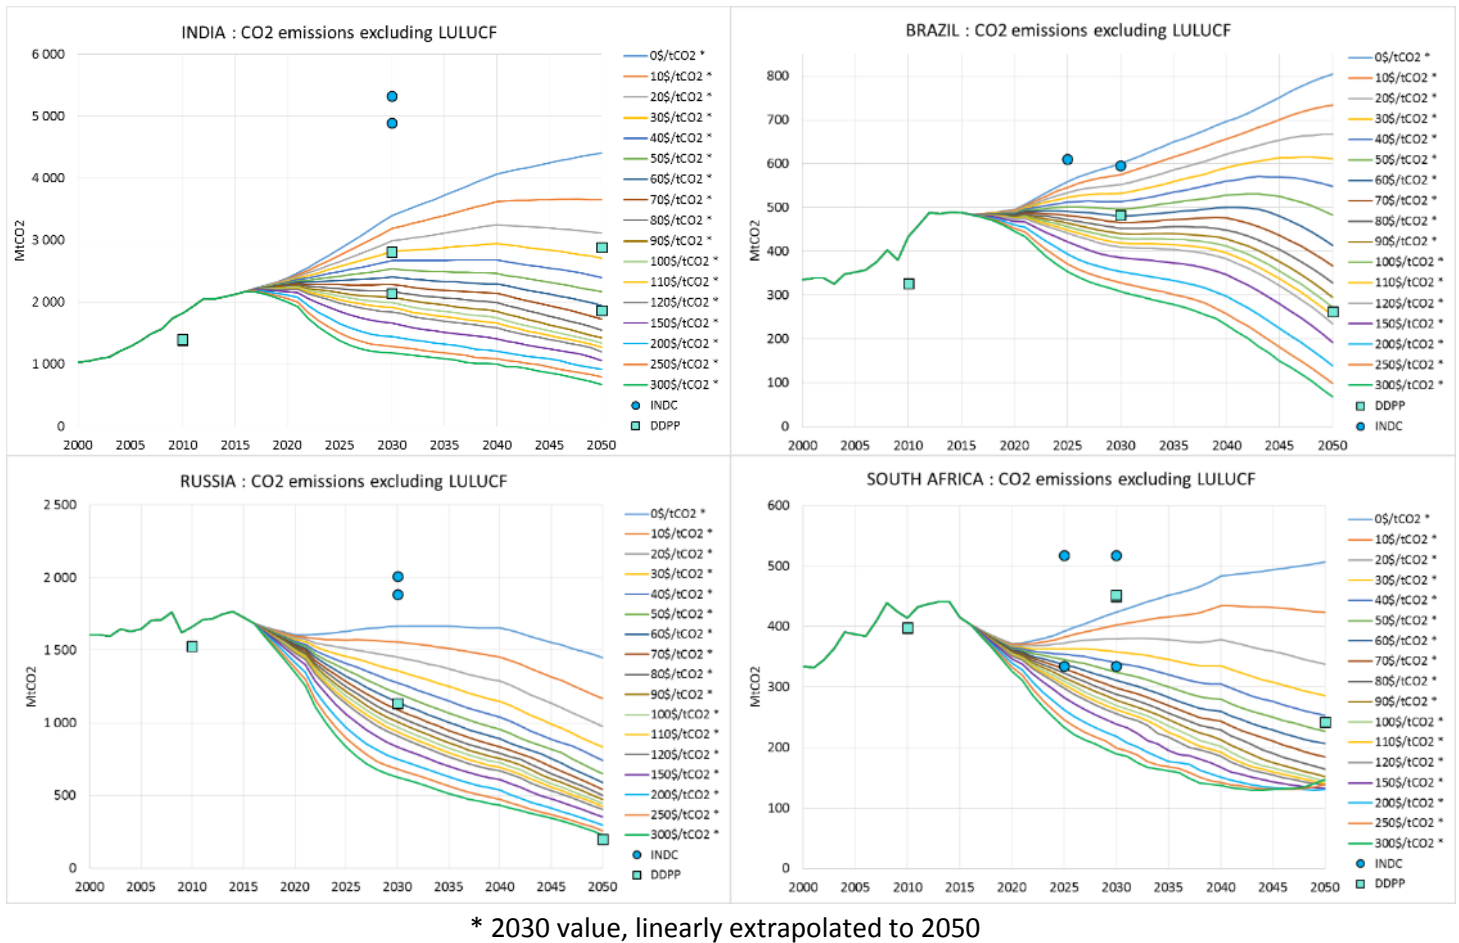 INDIA : CO2 emissions excluding LULUCF
6 000
5 000
4 000
3 000
2 000
1 000
0
MtCO2
2000 2005 2010 2015 2020 2025 2030 2035 2040 2045 2050
0$/tCO2 *
10$/tCO2 *
20$/tCO2 *
30$/tCO2 *
40$/tCO2 *
50$/tCO2 *
60$/tCO2 *
70$/tCO2 *
80$/tCO2 *
90$/tCO2 *
100$/tCO2 *
110$/tCO2 *
120$/tCO2 *
150$/tCO2 *
200$/tCO2 *
250$/tCO2 *
300$/tCO2 *
INDC
DDPP
BRAZIL : CO2 emissions excluding LULUCF
800
700
600
500
400
300
200
100
0
MtCO2
2000 2005 2010 2015 2020 2025 2030 2035 2040 2045 2050
0$/tCO2 *
10$/tCO2 *
20$/tCO2 *
30$/tCO2 *
40$/tCO2 *
50$/tCO2 *
60$/tCO2 *
70$/tCO2 *
80$/tCO2 *
90$/tCO2 *
100$/tCO2 *
110$/tCO2 *
120$/tCO2 *
150$/tCO2 *
200$/tCO2 *
250$/tCO2 *
300$/tCO2 *
DDPP
INDC
RUSSIA : CO2 emissions excluding LULUCF
2 500
2 000
1 500
1 000
500
0
MtCO2
2000 2005 2010 2015 2020 2025 2030 2035 2040 2045 2050
0$/tCO2 *
10$/tCO2 *
20$/tCO2 *
30$/tCO2 *
40$/tCO2 *
50$/tCO2 *
60$/tCO2 *
70$/tCO2 *
80$/tCO2 *
90$/tCO2 *
100$/tCO2 *
110$/tCO2 *
120$/tCO2 *
150$/tCO2 *
200$/tCO2 *
250$/tCO2 *
300$/tCO2 *
INDC
DDPP
SOUTH AFRICA : CO2 emissions excluding LULUCF
600
500
400
300
200
100
0
MtCO2
2000 2005 2010 2015 2020 2025 2030 2035 2040 2045 2050
0$/tCO2 *
10$/tCO2 *
20$/tCO2 *
30$/tCO2 *
40$/tCO2 *
50$/tCO2 *
60$/tCO2 *
70$/tCO2 *
80$/tCO2 *
90$/tCO2 *
100$/tCO2 *
110$/tCO2 *
120$/tCO2 *
150$/tCO2 *
200$/tCO2 *
250$/tCO2 *
300$/tCO2 *
INDC
DDPP
* 2030 value, linearly extrapolated to 2050